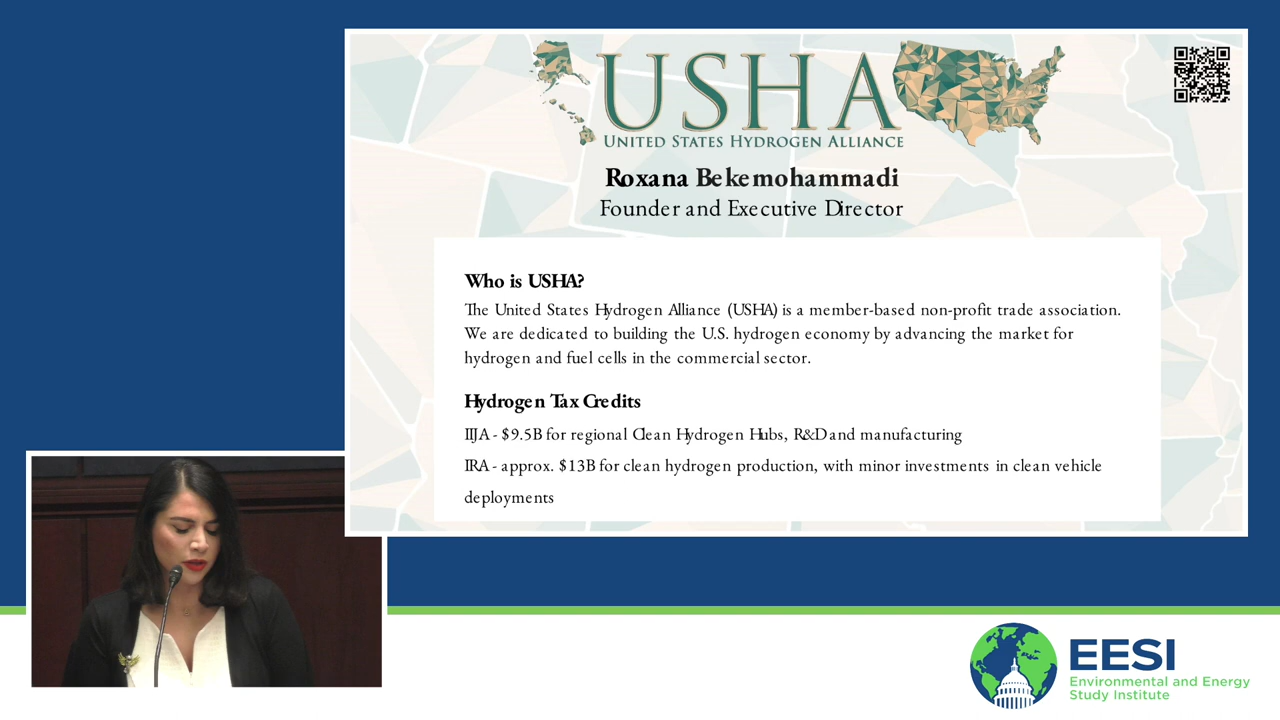 USHA
UNITED STATES HYDROGEN ALLIANCE
Roxana Bekemohammadi
Founder and Executive Director
Who is USHA?
The United States Hydrogen Alliance (USHA) is a member-based non-profit trade association.
We are dedicated to building the U.S. hydrogen economy by advancing the market for
hydrogen and fuel cells in the commercial sector.
Hydrogen Tax Credits
IIJA - $9.5B for regional Clean Hydrogen Hubs, R&D and manufacturing
IRA - approx. $13B for clean hydrogen production, with minor investments in clean vehicle
deployments
EESI
Environmental and Energy
Study Institute